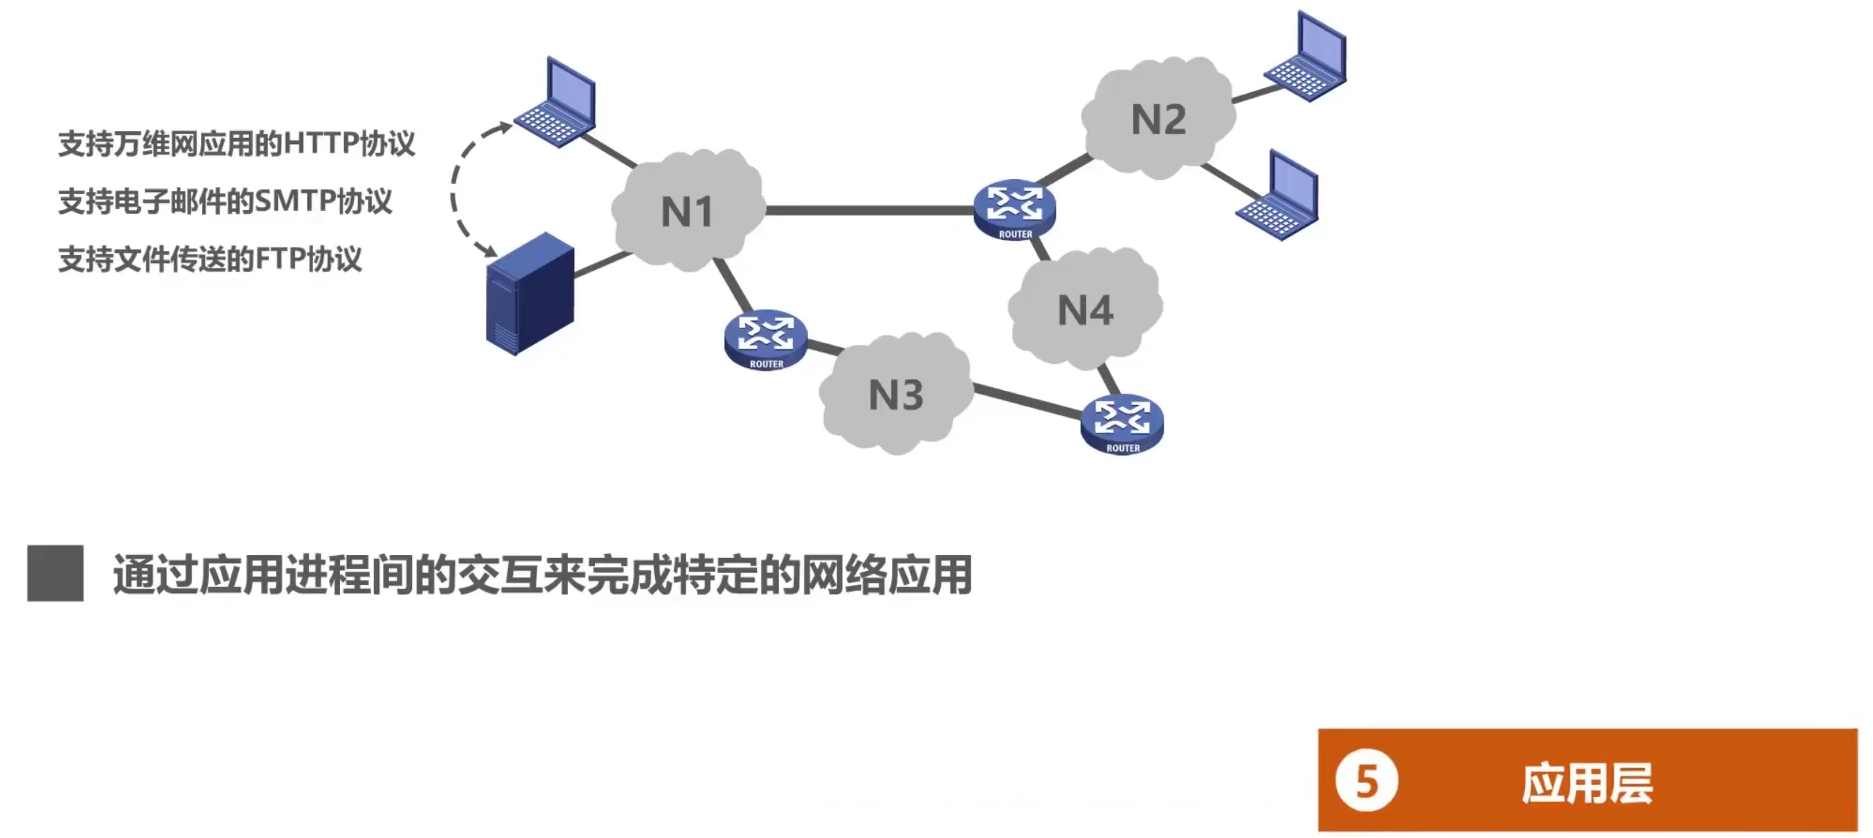 支持万维网应用的HTTP协议
支持电子邮件的SMTP协议
支持文件传送的FTP协议
N1
N2
ROUTER
N4
ROUTER
N3
ROUTER
通过应用进程间的交互来完成特定的网络应用
5 应用层